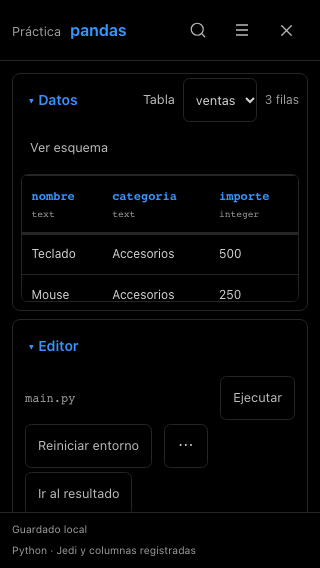 Práctica pandas
▾ Datos Tabla ventas 3 filas
Ver esquema
nombre categoria importe
text text integer
Teclado Accesorios 500
Mouse Accesorios 250
▾ Editor
main.py Ejecutar
Reiniciar entorno ...
Ir al resultado
Guardado local
Python · Jedi y columnas registradas